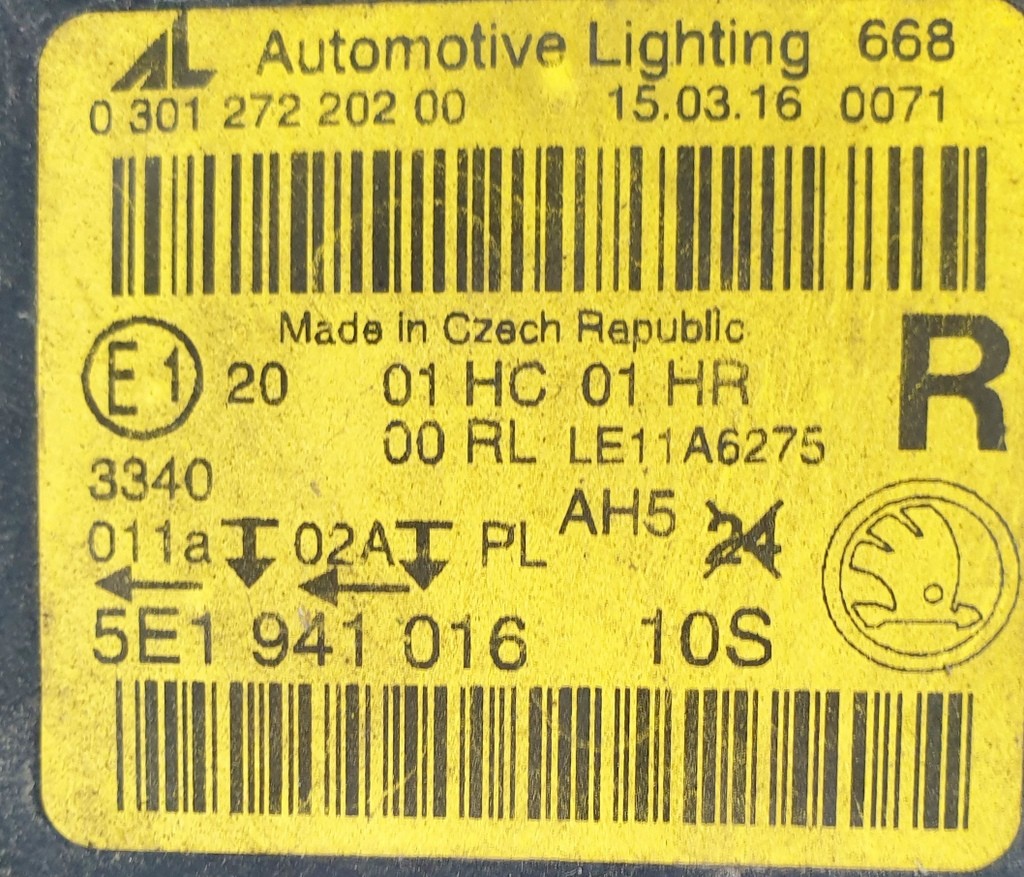 AL Automotive Lighting 668
0 301 272 202 00 15.03.16 0071
Made in Czech Republic R
E1 20 01 HC 01 HR
00 RL LE11A6275
3340
AH5 24
011a 02A PL
5E1 941 016 10S